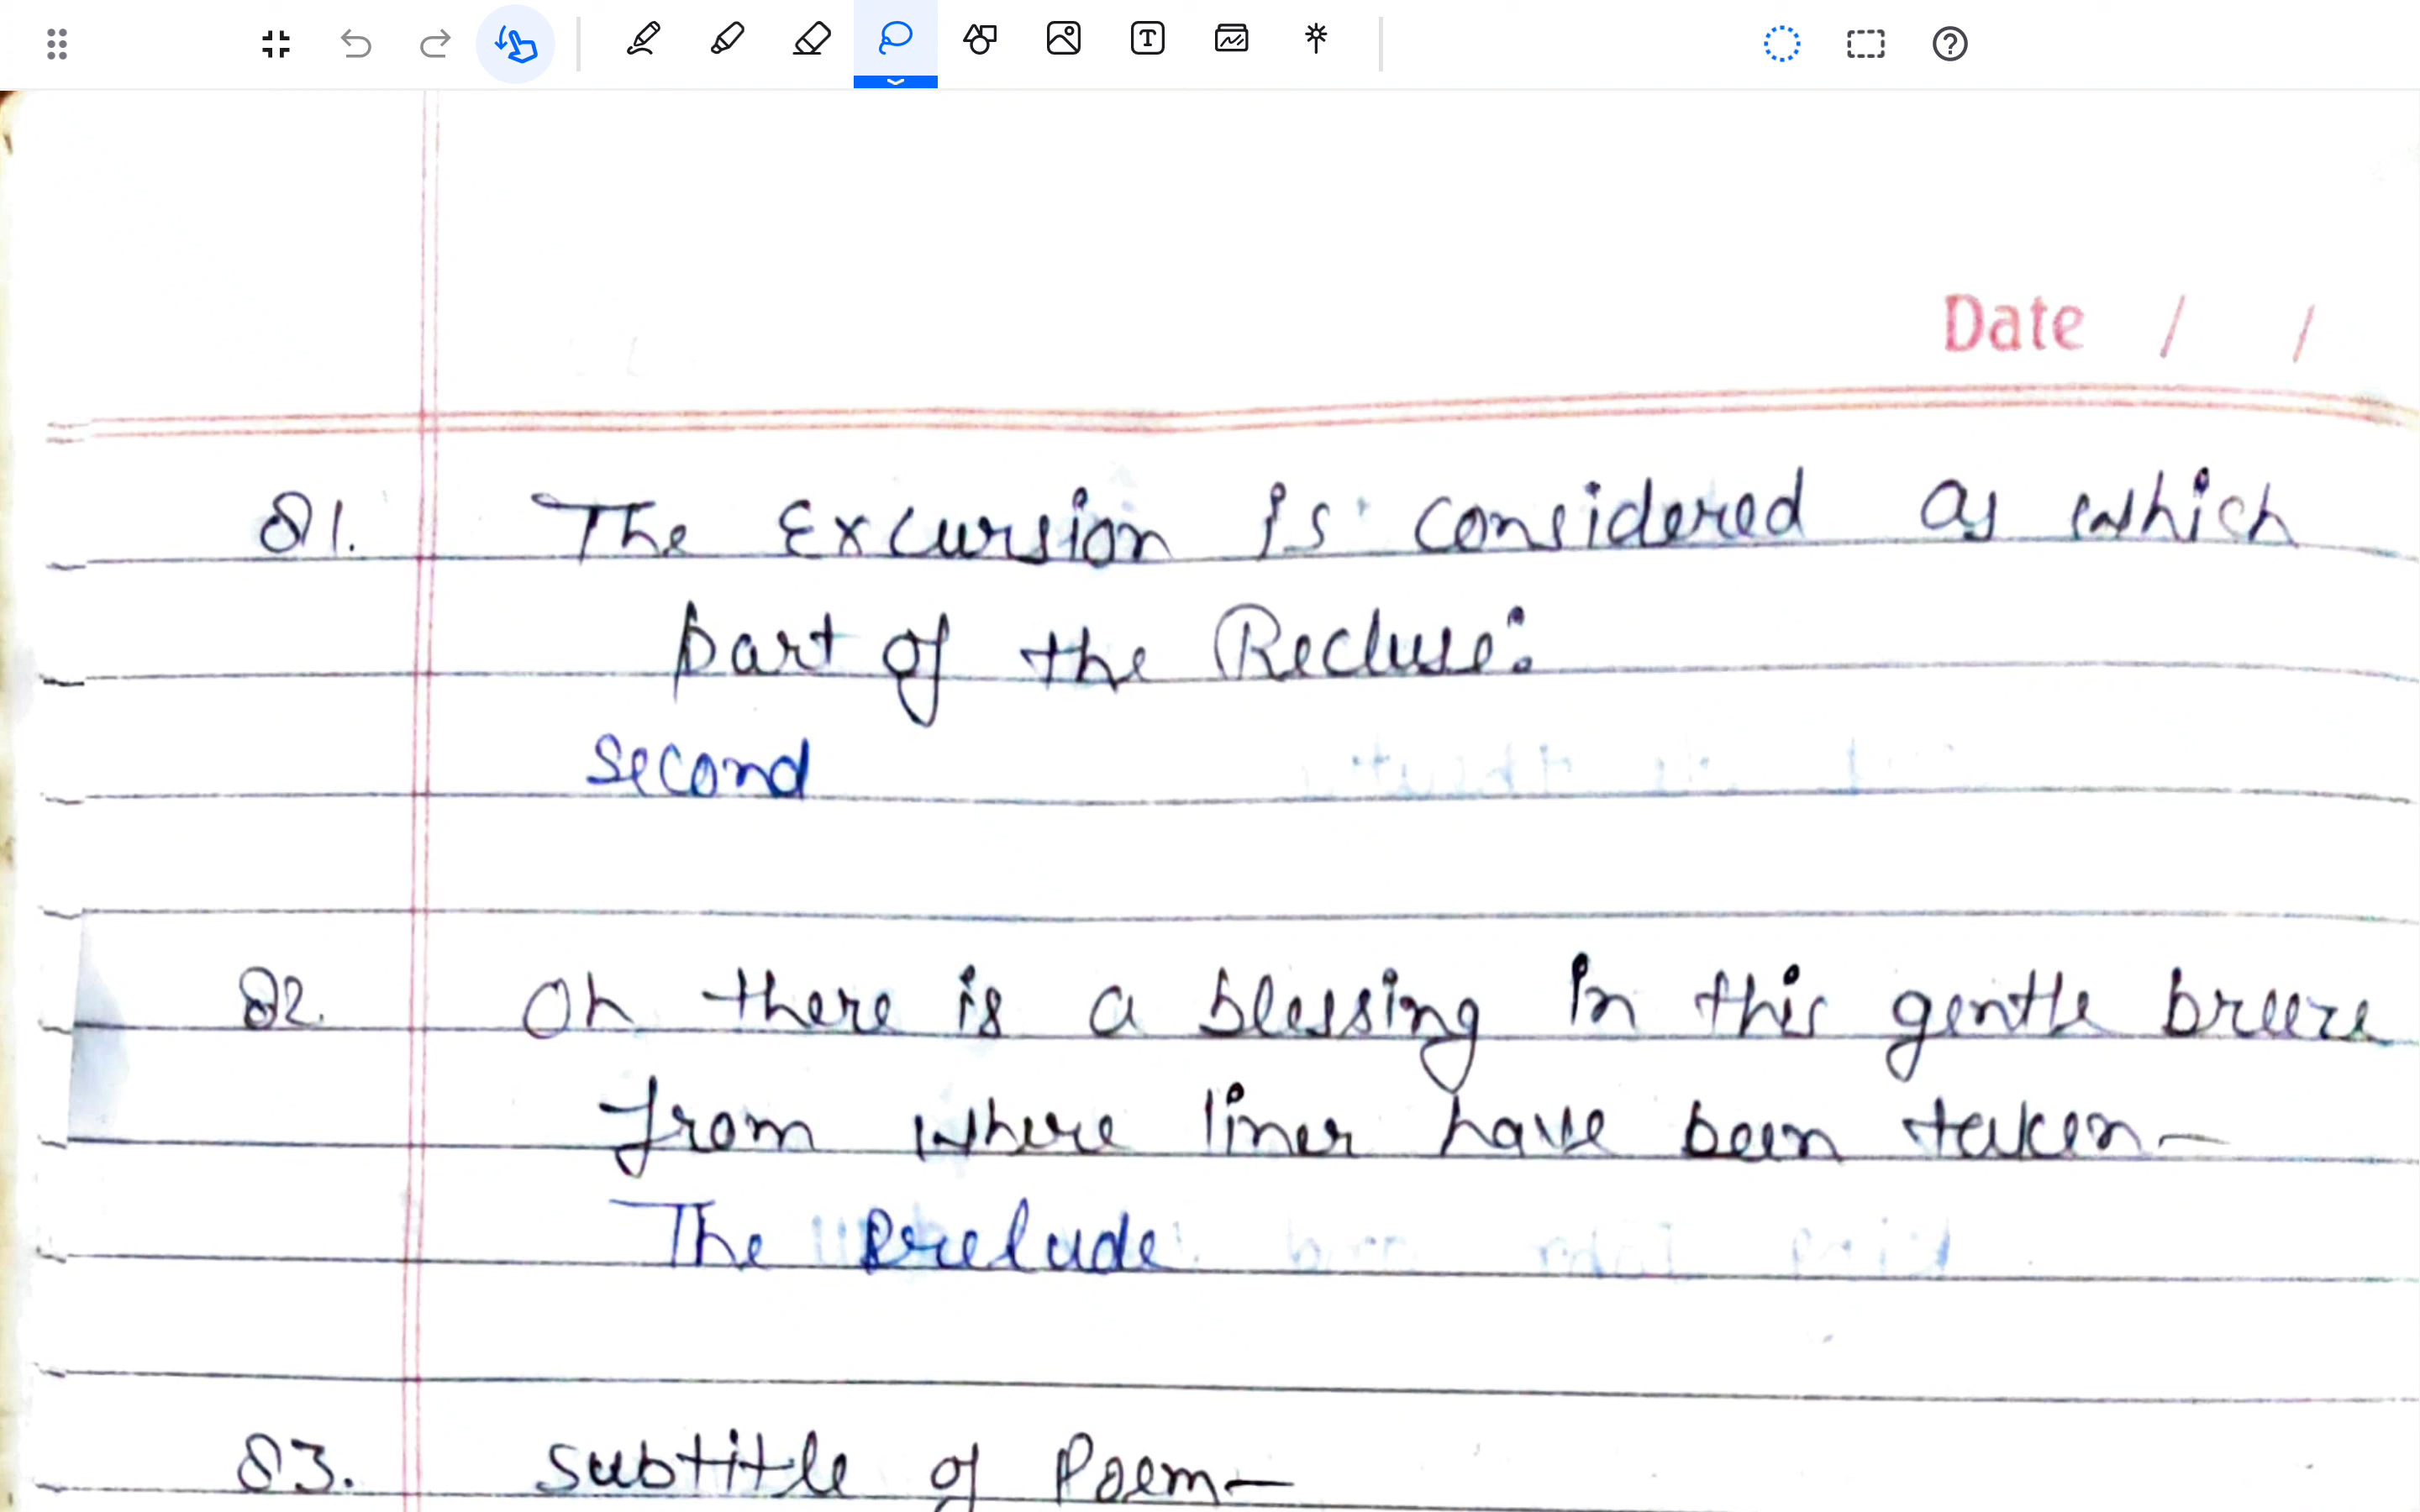 Date / /
Q1. The Excursion is considered as which
part of the Recluse:
Second
Q2. Oh there is a blessing in this gentle breeze
from where lines have been taken-
The Prelude
Q3. Subtitle of Poem-